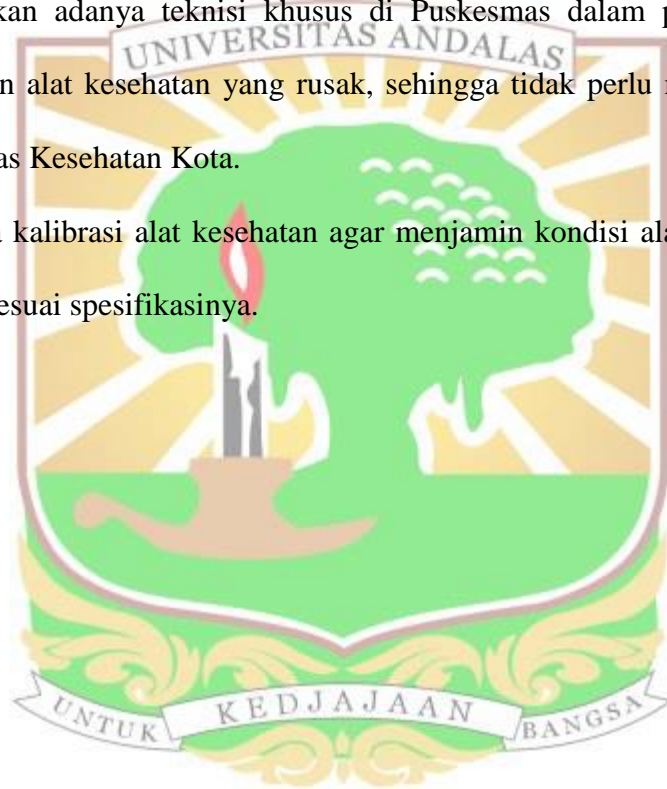 kan adanya teknisi khusus di Puskesmas dalam p
UNIVERSITAS ANDALAS
n alat kesehatan yang rusak, sehingga tidak perlu
as Kesehatan Kota.
kalibrasi alat kesehatan agar menjamin kondisi ala
esuai spesifikasinya.
UNTUK KEDJAJAAN BANGSA